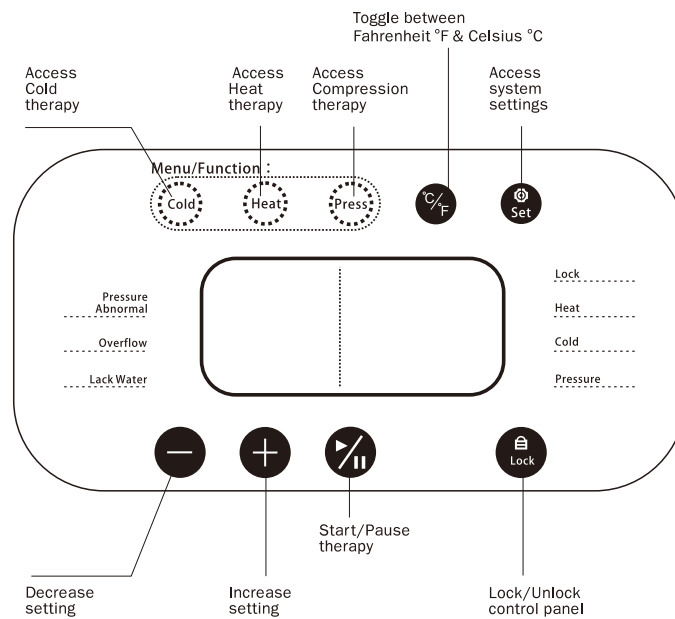 Toggle between
Fahrenheit °F & Celsius °C
Access
Cold
therapy
Access
Heat
therapy
Access
Compression
therapy
Access
system
settings
Menu/Function :
Cold
Heat
Press
°C/°F
Set
Pressure
Abnormal
Overflow
Lack Water
Lock
Heat
Cold
Pressure
Lock
Start/Pause
therapy
Decrease
setting
Increase
setting
Lock/Unlock
control panel